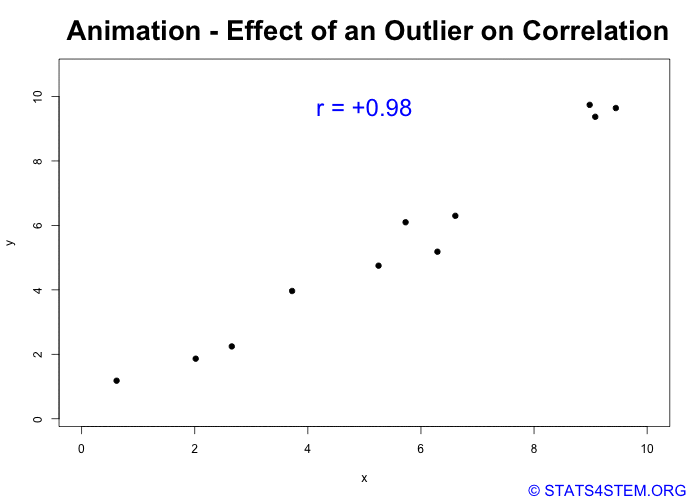 Animation - Effect of an Outlier on Correlation
r = +0.98
10
8
6
4
2
0
y
0 2 4 6 8 10
x
© STATS4STEM.ORG